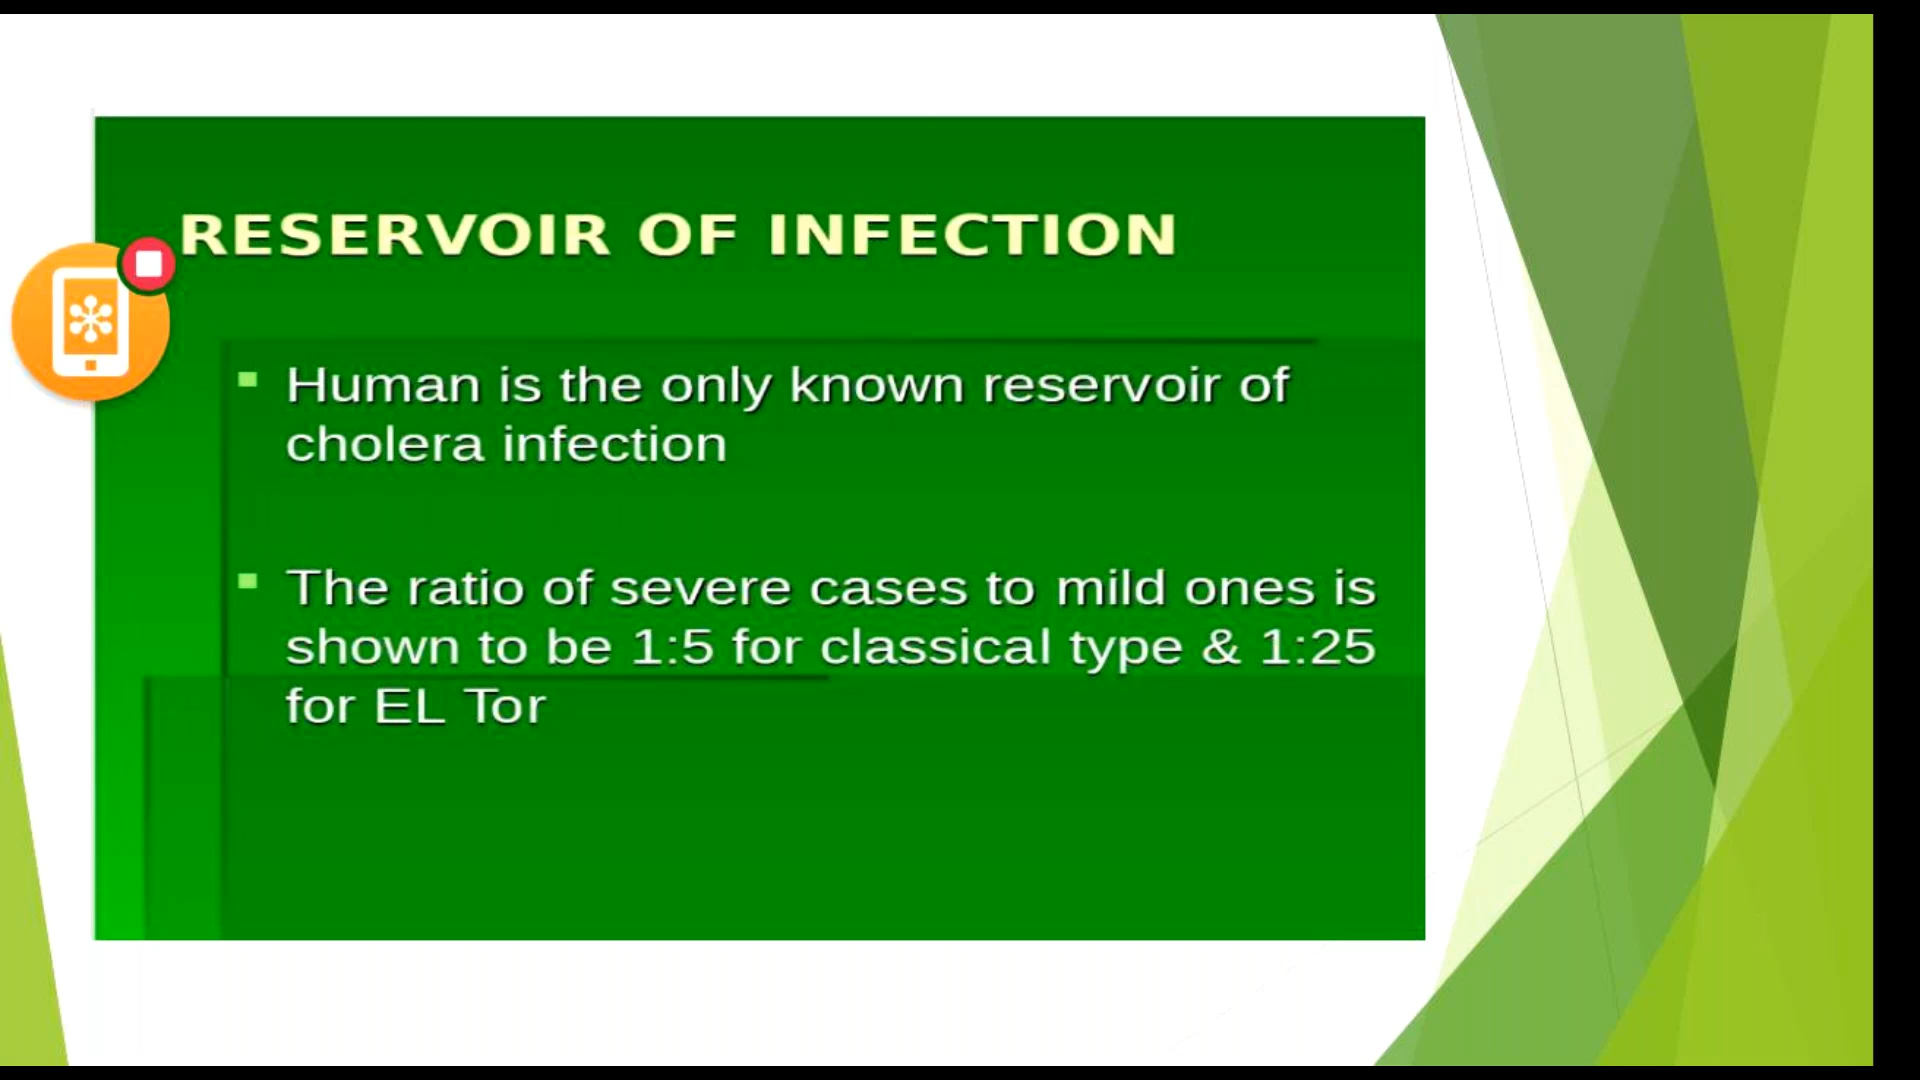 RESERVOIR OF INFECTION
Human is the only known reservoir of
cholera infection
The ratio of severe cases to mild ones is
shown to be 1:5 for classical type & 1:25
for EL Tor